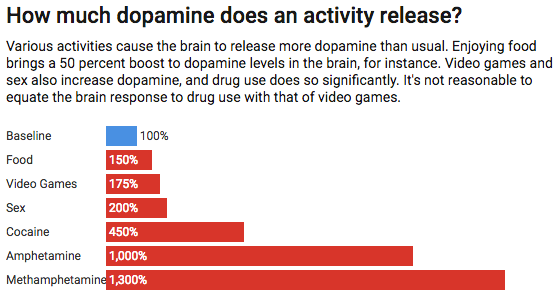 How much dopamine does an activity release?
Various activities cause the brain to release more dopamine than usual. Enjoying food
brings a 50 percent boost to dopamine levels in the brain, for instance. Video games and
sex also increase dopamine, and drug use does so significantly. It's not reasonable to
equate the brain response to drug use with that of video games.
Baseline 100%
Food 150%
Video Games 175%
Sex 200%
Cocaine 450%
Amphetamine 1,000%
Methamphetamine 1,300%